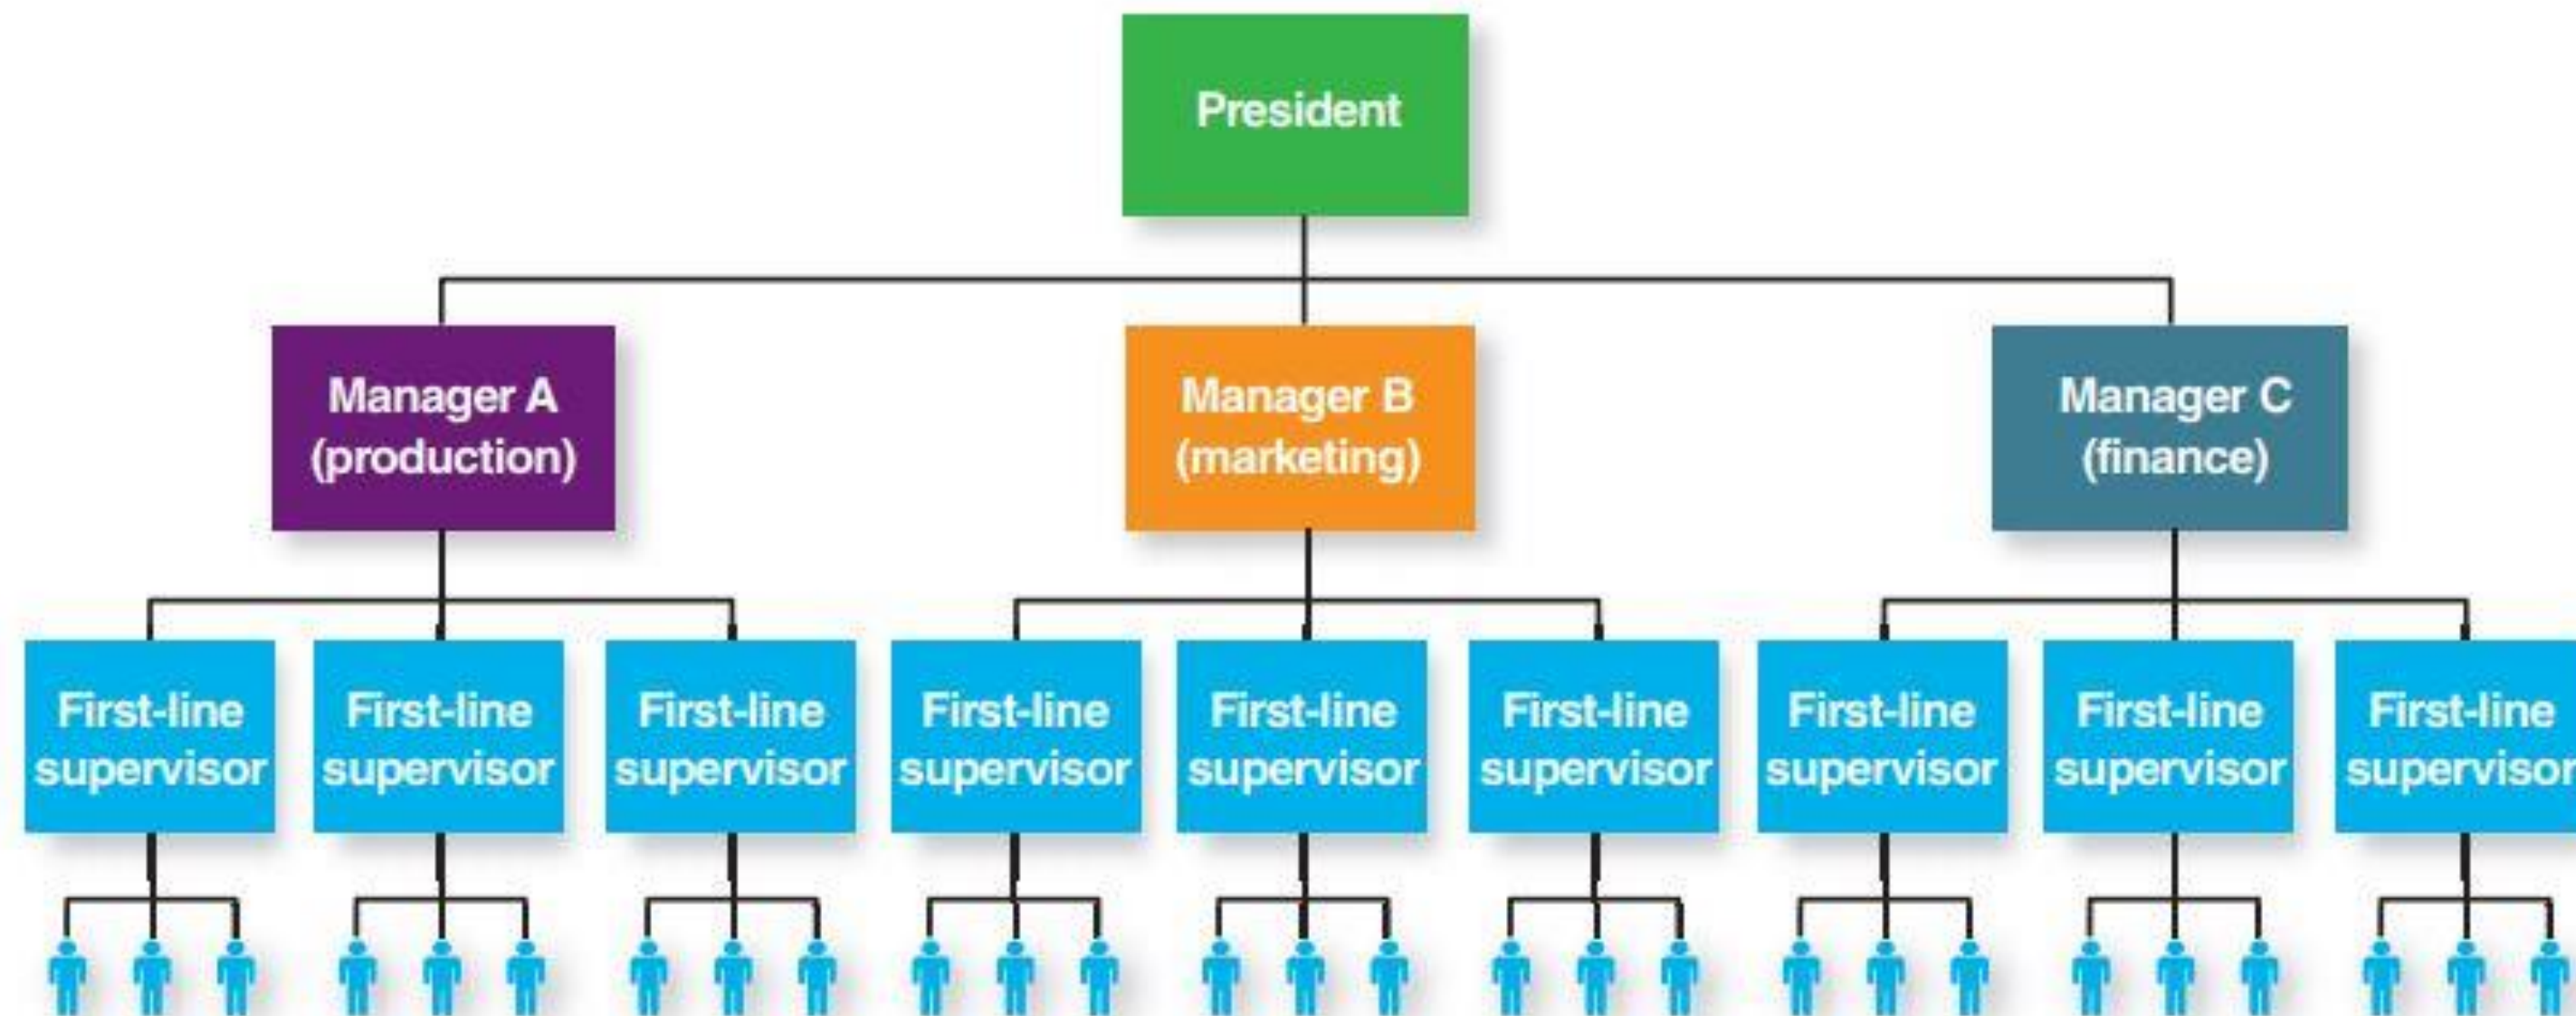 President
Manager A
(production)
Manager B
(marketing)
Manager C
(finance)
First-line
supervisor
First-line
supervisor
First-line
supervisor
First-line
supervisor
First-line
supervisor
First-line
supervisor
First-line
supervisor
First-line
supervisor
First-line
supervisor